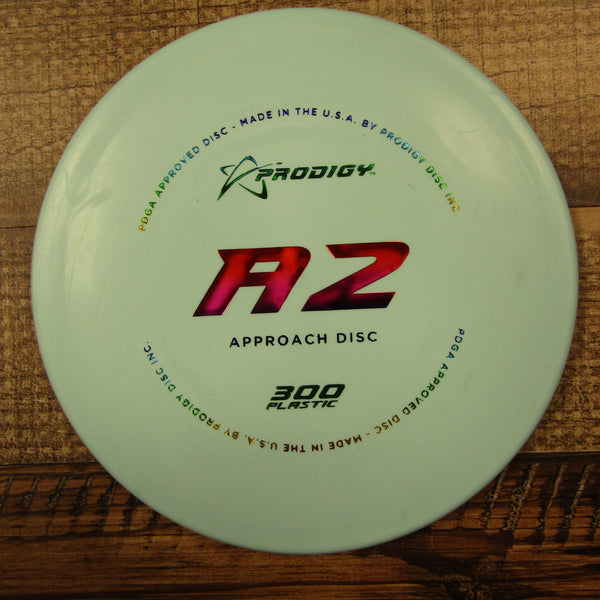 PDGA APPROVED DISC - MADE IN THE U.S.A. BY PRODIGY DISC INC.
PRODIGY™
A2
APPROACH DISC
300
PLASTIC
PDGA APPROVED DISC - MADE IN THE U.S.A. BY PRODIGY DISC INC.